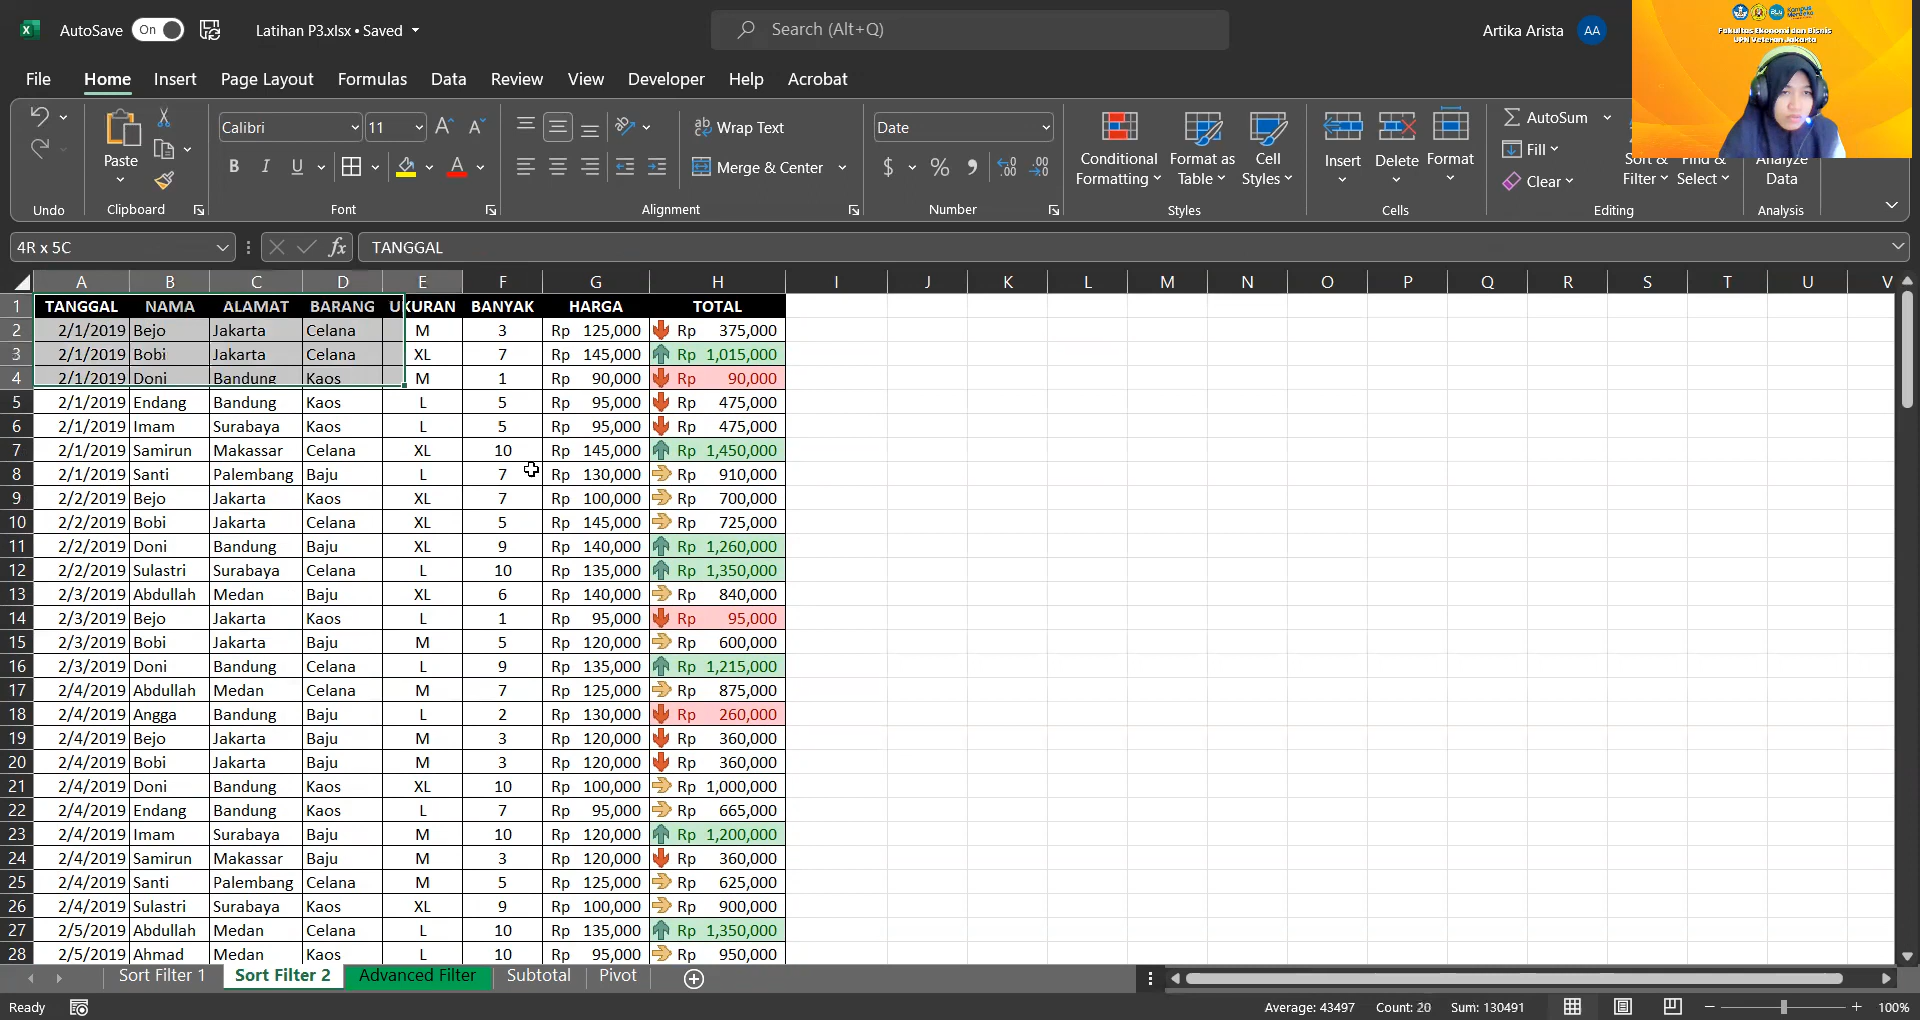 AutoSave On Latihan P3.xlsx • Saved Search (Alt+Q) Artika Arista AA
Kampus Merdeka
Fakultas Ekonomi dan Bisnis
UPN Veteran Jakarta
File Home Insert Page Layout Formulas Data Review View Developer Help Acrobat
Calibri 11 Wrap Text Date AutoSum
Paste B I U A Merge & Center $ % Conditional Formatting Format as Table Cell Styles Insert Delete Format Fill Clear Sort & Filter Find & Select Analyze Data
Undo Clipboard Font Alignment Number Styles Cells Editing Analysis
4R x 5C fx TANGGAL
A B C D E F G H I J K L M N O P Q R S T U V
1 TANGGAL NAMA ALAMAT BARANG UKURAN BANYAK HARGA TOTAL
2 2/1/2019 Bejo Jakarta Celana M 3 Rp 125,000 Rp 375,000
3 2/1/2019 Bobi Jakarta Celana XL 7 Rp 145,000 Rp 1,015,000
4 2/1/2019 Doni Bandung Kaos M 1 Rp 90,000 Rp 90,000
5 2/1/2019 Endang Bandung Kaos L 5 Rp 95,000 Rp 475,000
6 2/1/2019 Imam Surabaya Kaos L 5 Rp 95,000 Rp 475,000
7 2/1/2019 Samirun Makassar Celana XL 10 Rp 145,000 Rp 1,450,000
8 2/1/2019 Santi Palembang Baju L 7 Rp 130,000 Rp 910,000
9 2/2/2019 Bejo Jakarta Kaos XL 7 Rp 100,000 Rp 700,000
10 2/2/2019 Bobi Jakarta Celana XL 5 Rp 145,000 Rp 725,000
11 2/2/2019 Doni Bandung Baju XL 9 Rp 140,000 Rp 1,260,000
12 2/2/2019 Sulastri Surabaya Celana L 10 Rp 135,000 Rp 1,350,000
13 2/3/2019 Abdullah Medan Baju XL 6 Rp 140,000 Rp 840,000
14 2/3/2019 Bejo Jakarta Kaos L 1 Rp 95,000 Rp 95,000
15 2/3/2019 Bobi Jakarta Baju M 5 Rp 120,000 Rp 600,000
16 2/3/2019 Doni Bandung Celana L 9 Rp 135,000 Rp 1,215,000
17 2/4/2019 Abdullah Medan Celana M 7 Rp 125,000 Rp 875,000
18 2/4/2019 Angga Bandung Baju L 2 Rp 130,000 Rp 260,000
19 2/4/2019 Bejo Jakarta Baju M 3 Rp 120,000 Rp 360,000
20 2/4/2019 Bobi Jakarta Baju M 3 Rp 120,000 Rp 360,000
21 2/4/2019 Doni Bandung Kaos XL 10 Rp 100,000 Rp 1,000,000
22 2/4/2019 Endang Bandung Kaos L 7 Rp 95,000 Rp 665,000
23 2/4/2019 Imam Surabaya Baju M 10 Rp 120,000 Rp 1,200,000
24 2/4/2019 Samirun Makassar Baju M 3 Rp 120,000 Rp 360,000
25 2/4/2019 Santi Palembang Celana M 5 Rp 125,000 Rp 625,000
26 2/4/2019 Sulastri Surabaya Kaos XL 9 Rp 100,000 Rp 900,000
27 2/5/2019 Abdullah Medan Celana L 10 Rp 135,000 Rp 1,350,000
28 2/5/2019 Ahmad Medan Kaos L 10 Rp 95,000 Rp 950,000
Sort Filter 1 Sort Filter 2 Advanced Filter Subtotal Pivot
Ready Average: 43497 Count: 20 Sum: 130491 100%